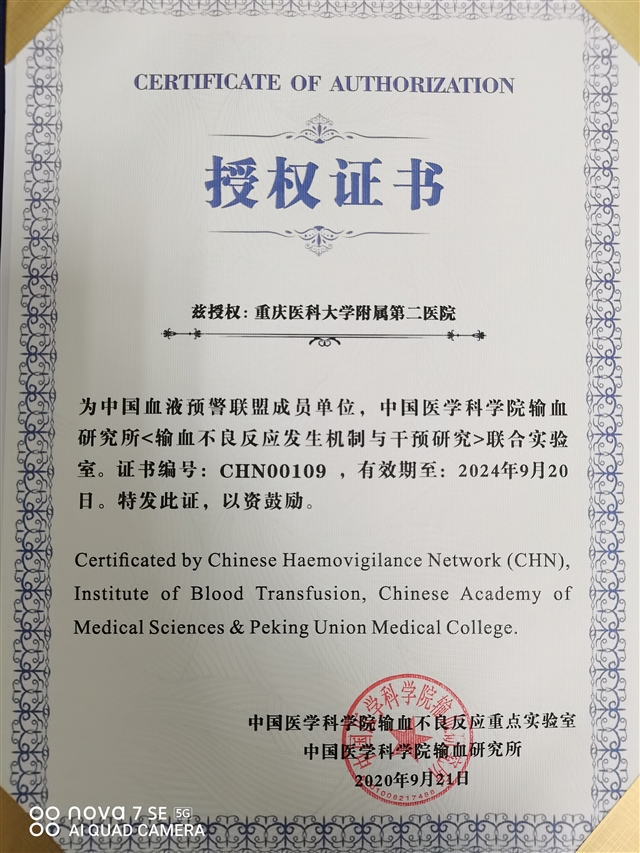 CERTIFICATE OF AUTHORIZATION
授权证书
兹授权：重庆医科大学附属第二医院
为中国血液预警联盟成员单位，中国医学科学院输血
研究所<输血不良反应发生机制与干预研究>联合实验
室。证书编号：CHN00109 ，有效期至：2024年9月20
日。特发此证，以资鼓励。
Certificated by Chinese Haemovigilance Network (CHN),
Institute of Blood Transfusion, Chinese Academy of
Medical Sciences & Peking Union Medical College.
中国医学科学院输血不良反应重点实验室
中国医学科学院输血研究所
2020年9月21日
nova 7 SE 5G
AI QUAD CAMERA